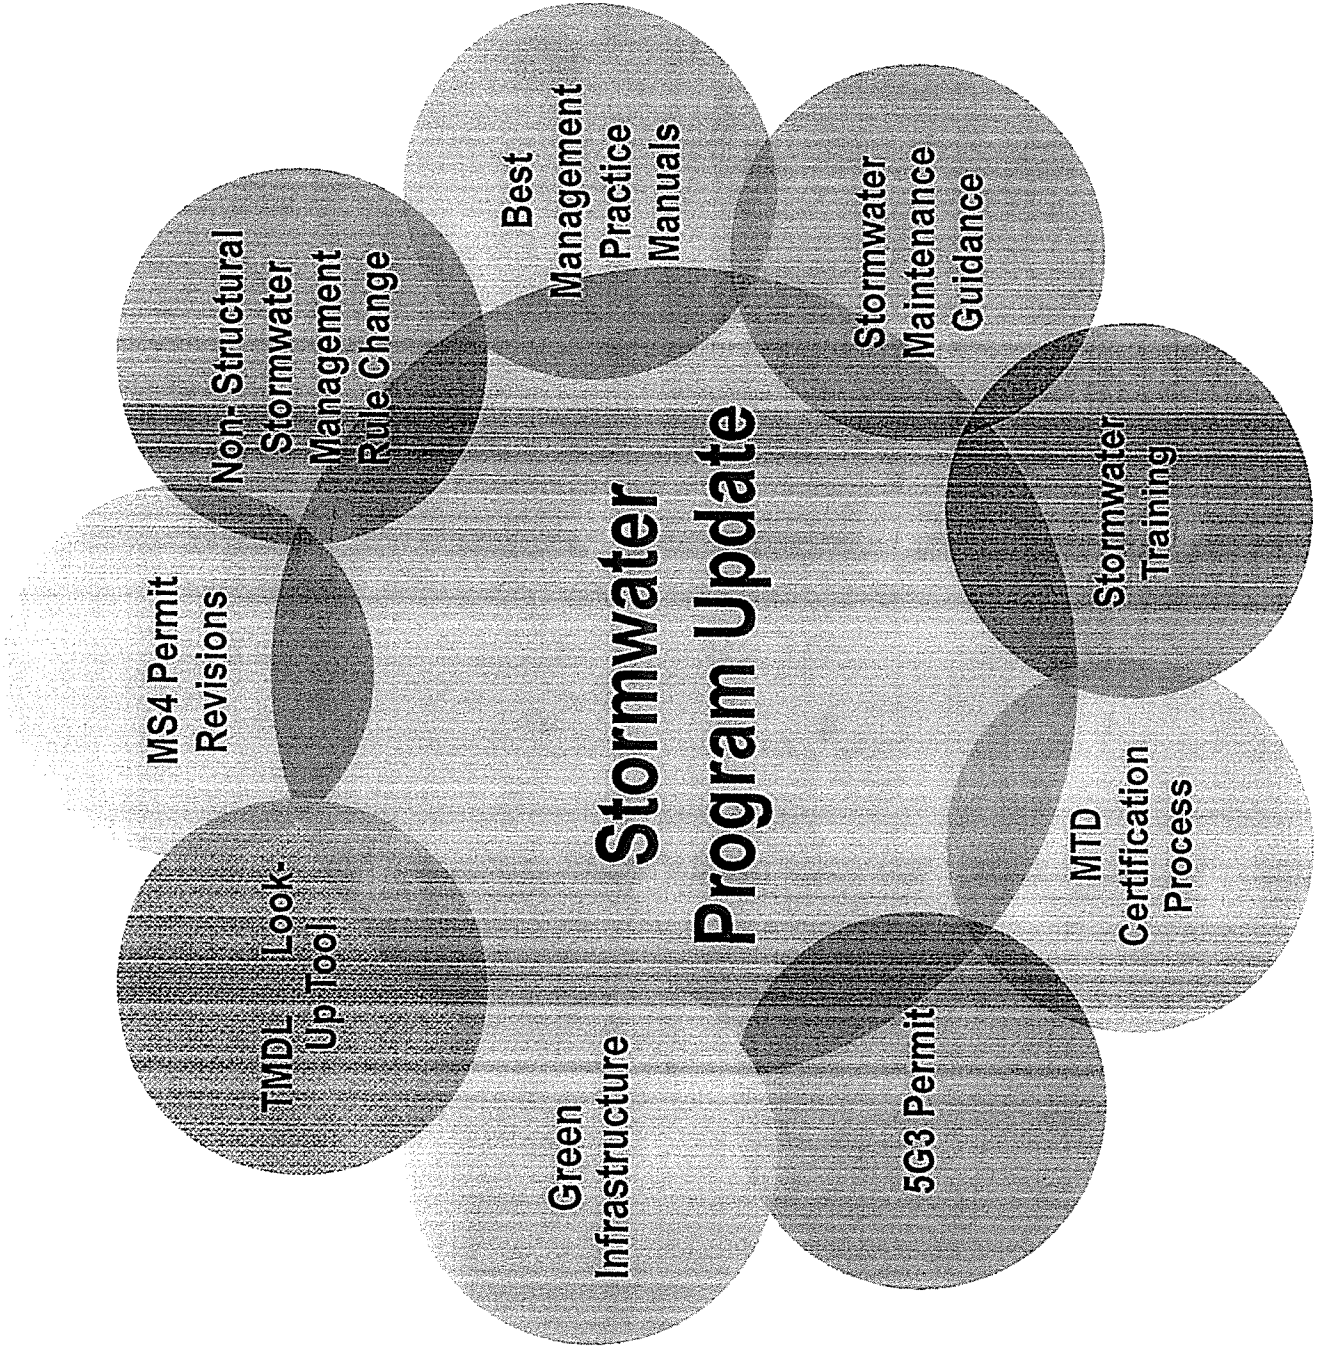 MS4 Permit
Revisions
Non- Structural
Stormwater
Management
Rule Change
Best
Management
Practice
Manuals
Stormwater
Maintenance
Guidance
Stormwater
Training
MTD
Certification
Process
5G3 Permit
Green
Infrastructure
TMDL Look-
Up Tool
Stormwater
Program Update